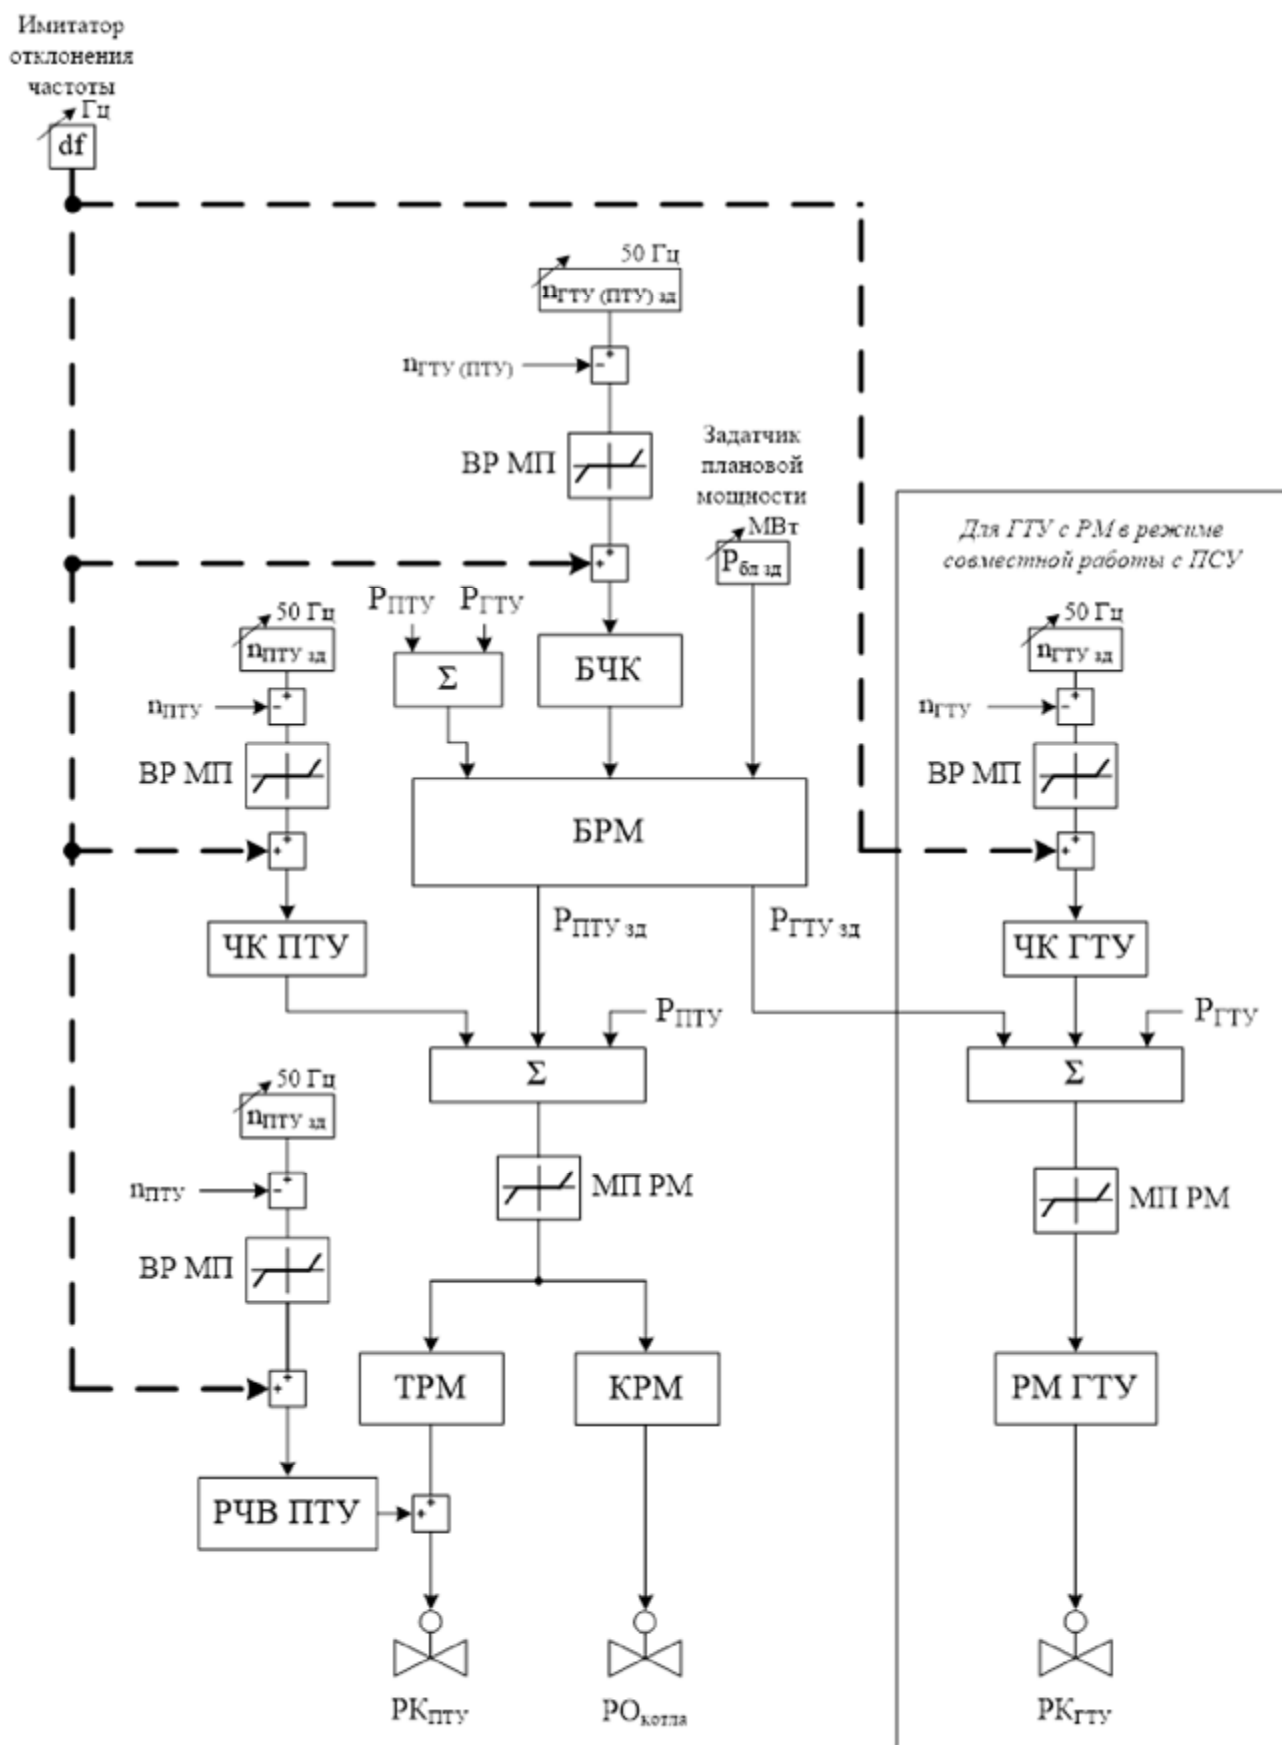 Имитатор
отклонения
частоты
Гц
df
50 Гц
nГТУ (ПТУ) зд
nГТУ (ПТУ)
- +
ВР МП
Задатчик
плановой
мощности
МВт
Pбл зд
+
Для ГТУ с РМ в режиме
совместной работы с ПСУ
PПТУ PГТУ
Σ
БЧК
50 Гц
nПТУ зд
nПТУ
- +
ВР МП
+ +
50 Гц
nГТУ зд
nГТУ
- +
ВР МП
+ +
БРМ
PПТУ зд
PГТУ зд
ЧК ПТУ
ЧК ГТУ
PПТУ
PГТУ
Σ
Σ
50 Гц
nПТУ зд
nПТУ
- +
ВР МП
+ +
МП РМ
МП РМ
ТРМ
КРМ
РМ ГТУ
РЧВ ПТУ
+ +
РКПТУ
РОкотла
РКГТУ